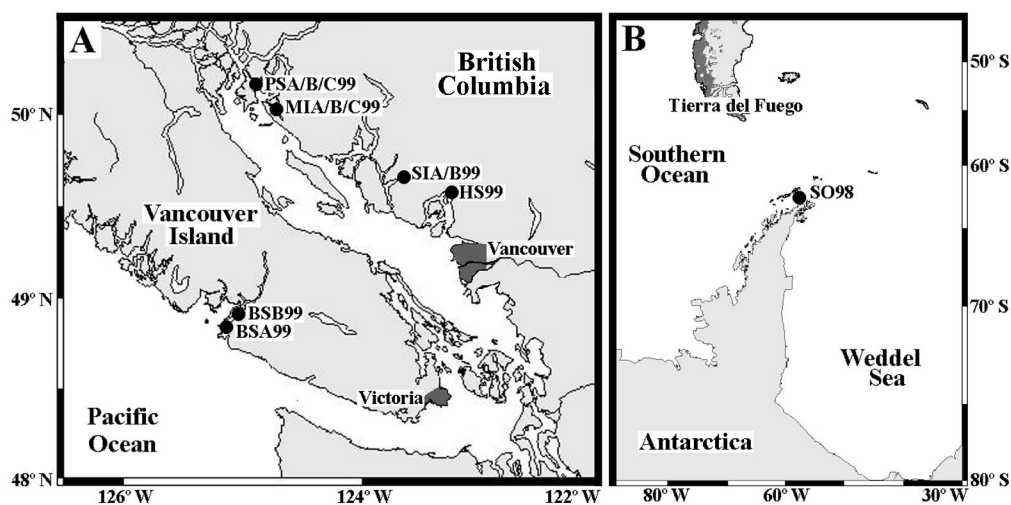 A
British
Columbia
PSA/B/C99
MIA/B/C99
SIA/B99
HS99
Vancouver
Island
Vancouver
BSB99
BSA99
Victoria
Pacific
Ocean
50° N
49° N
48° N
126° W
124° W
122° W
B
Tierra del Fuego
Southern
Ocean
SO98
Weddel
Sea
Antarctica
50° S
60° S
70° S
80° S
80° W
60° W
30° W